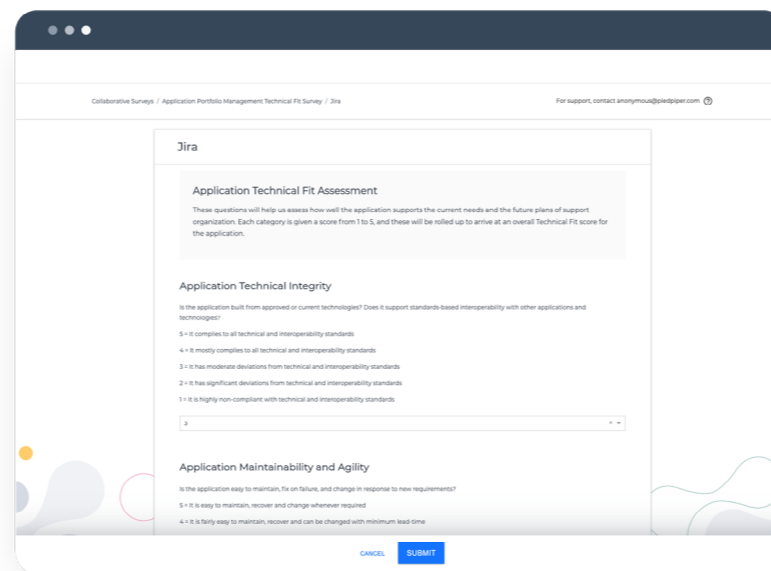 Collaborative Surveys / Application Portfolio Management Technical Fit Survey / Jira
For support, contact anonymous@piedpiper.com
Jira
Application Technical Fit Assessment
These questions will help us assess how well the application supports the current needs and the future plans of support
organization. Each category is given a score from 1 to 5, and these will be rolled up to arrive at an overall Technical Fit score for
the application.
Application Technical Integrity
Is the application built from approved or current technologies? Does it support standards-based interoperability with other applications and
technologies?
5 = It complies to all technical and interoperability standards
4 = It mostly complies to all technical and interoperability standards
3 = It has moderate deviations from technical and interoperability standards
2 = It has significant deviations from technical and interoperability standards
1 = It is highly non-compliant with technical and interoperability standards
3
Application Maintainability and Agility
Is the application easy to maintain, fix on failure, and change in response to new requirements?
5 = It is easy to maintain, recover and change whenever required
4 = It is fairly easy to maintain, recover and can be changed with minimum lead-time
CANCEL
SUBMIT